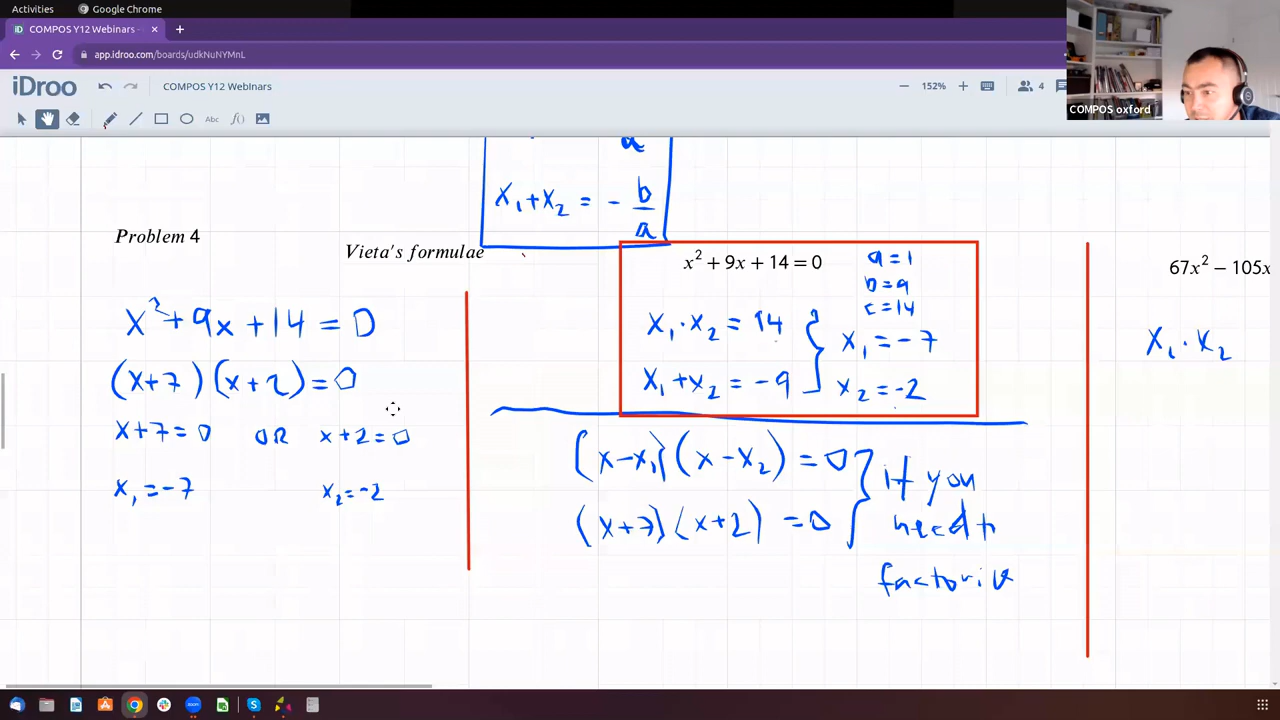 Activities
Google Chrome
COMPOS Y12 Webinars
app.idroo.com/boards/udkNuNYMnL
iDroo
COMPOS Y12 Webinars
152%
4
Abc
f()
COMPOS oxford
a
x₁+x₂ = - b/a
Problem 4
Vieta's formulae
x² + 9x + 14 = 0
a=1
b=9
c=14
x₁·x₂ = 14
x₁+x₂ = -9
x₁ = -7
x₂ = -2
67x² − 105x
x₁·x₂
x²+9x+14=0
(x+7)(x+2)=0
x+7=0 OR x+2=0
x₁=-7 x₂=-2
(x-x₁)(x-x₂) = 0
(x+7)(x+2) = 0
if you
need to